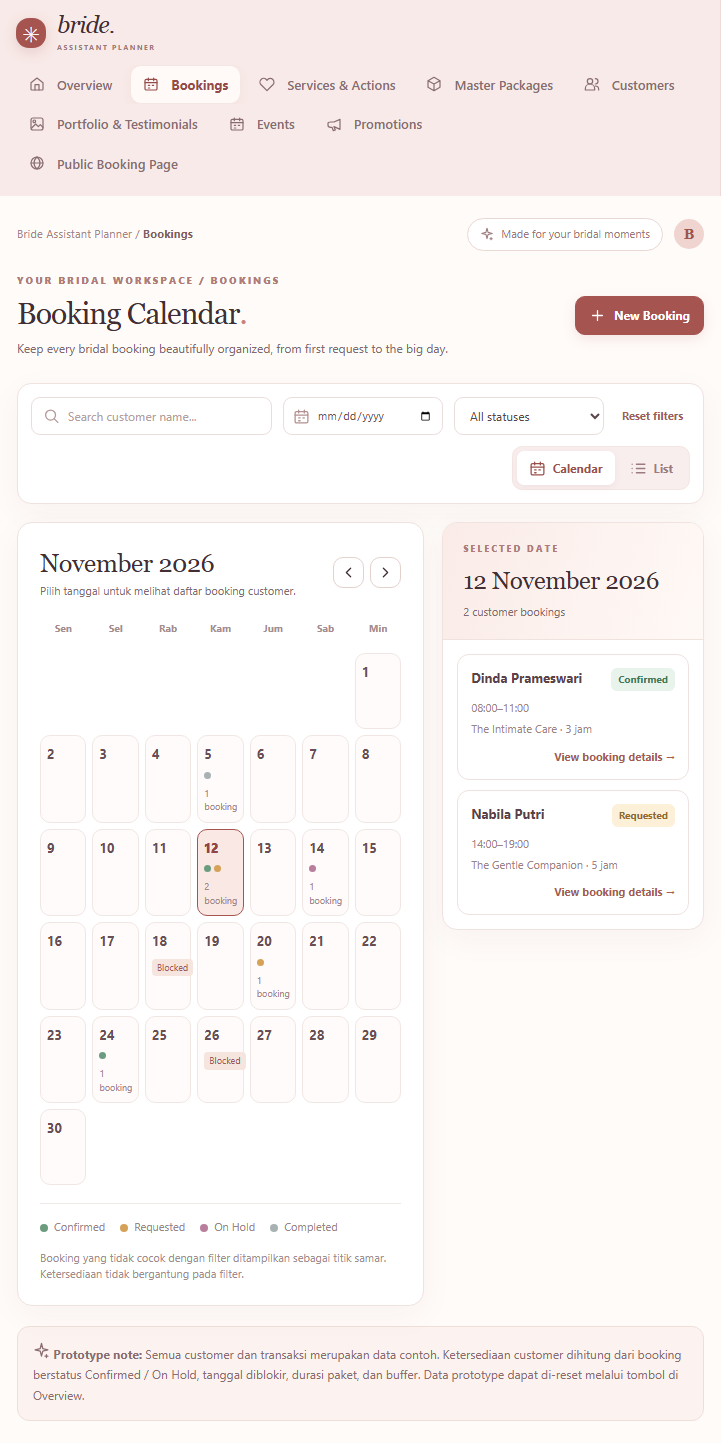 bride.
ASSISTANT PLANNER
Overview
Bookings
Services & Actions
Master Packages
Customers
Portfolio & Testimonials
Events
Promotions
Public Booking Page
Bride Assistant Planner / Bookings
Made for your bridal moments
B
YOUR BRIDAL WORKSPACE / BOOKINGS
Booking Calendar.
New Booking
Keep every bridal booking beautifully organized, from first request to the big day.
Search customer name...
mm/dd/yyyy
All statuses
Reset filters
Calendar
List
November 2026
Pilih tanggal untuk melihat daftar booking customer.
Sen Sel Rab Kam Jum Sab Min
1
2 3 4 5 6 7 8
1
booking
9 10 11 12 13 14 15
2
booking
1
booking
16 17 18 19 20 21 22
Blocked
1
booking
23 24 25 26 27 28 29
1
booking
Blocked
30
Confirmed Requested On Hold Completed
Booking yang tidak cocok dengan filter ditampilkan sebagai titik samar.
Ketersediaan tidak bergantung pada filter.
SELECTED DATE
12 November 2026
2 customer bookings
Dinda Prameswari
Confirmed
08:00–11:00
The Intimate Care · 3 jam
View booking details →
Nabila Putri
Requested
14:00–19:00
The Gentle Companion · 5 jam
View booking details →
Prototype note: Semua customer dan transaksi merupakan data contoh. Ketersediaan customer dihitung dari booking
berstatus Confirmed / On Hold, tanggal diblokir, durasi paket, dan buffer. Data prototype dapat di-reset melalui tombol di
Overview.